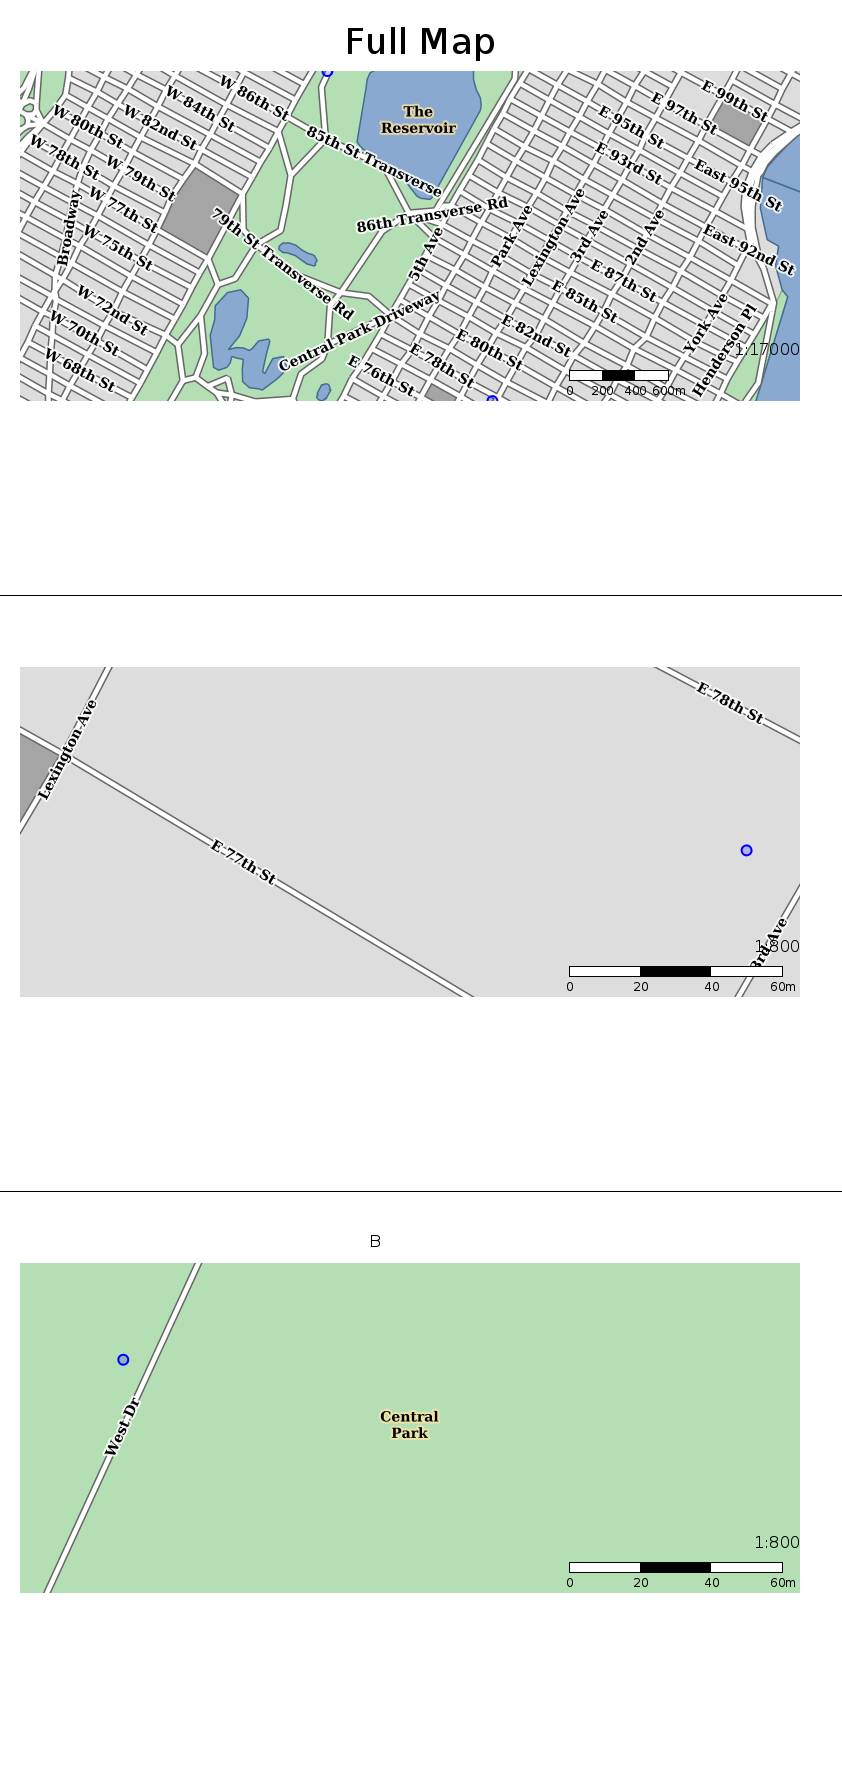 Full Map
W 86th St
W 84th St
W 82nd St
W 80th St
W 79th St
W 78th St
W 77th St
W 75th St
W 72nd St
W 70th St
W 68th St
Broadway
The
Reservoir
85th St Transverse
86th Transverse Rd
79th St Transverse Rd
Central Park Driveway
5th Ave
Park Ave
Lexington Ave
3rd Ave
2nd Ave
York Ave
Henderson Pl
E 99th St
E 97th St
E 95th St
E 93rd St
East 95th St
East 92nd St
E 87th St
E 85th St
E 82nd St
E 80th St
E 78th St
E 76th St
1:17000
0 200 400 600m
Lexington Ave
E 78th St
E 77th St
3rd Ave
1:800
0 20 40 60m
B
West Dr
Central
Park
1:800
0 20 40 60m